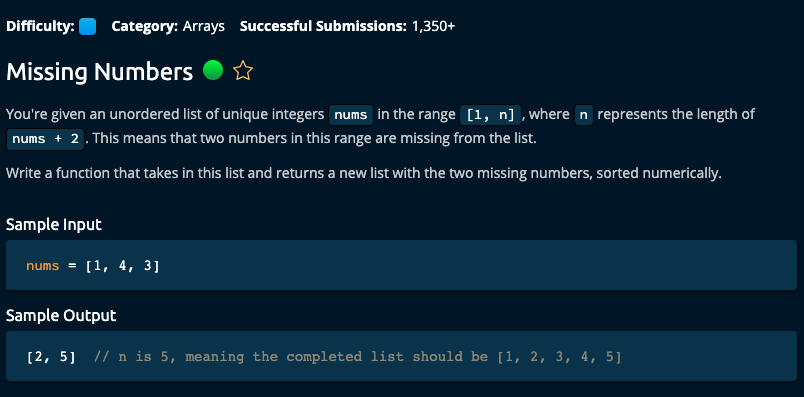 Difficulty: Category: Arrays Successful Submissions: 1,350+
Missing Numbers
You're given an unordered list of unique integers nums in the range [1, n], where n represents the length of
nums + 2. This means that two numbers in this range are missing from the list.
Write a function that takes in this list and returns a new list with the two missing numbers, sorted numerically.
Sample Input
nums = [1, 4, 3]
Sample Output
[2, 5] // n is 5, meaning the completed list should be [1, 2, 3, 4, 5]